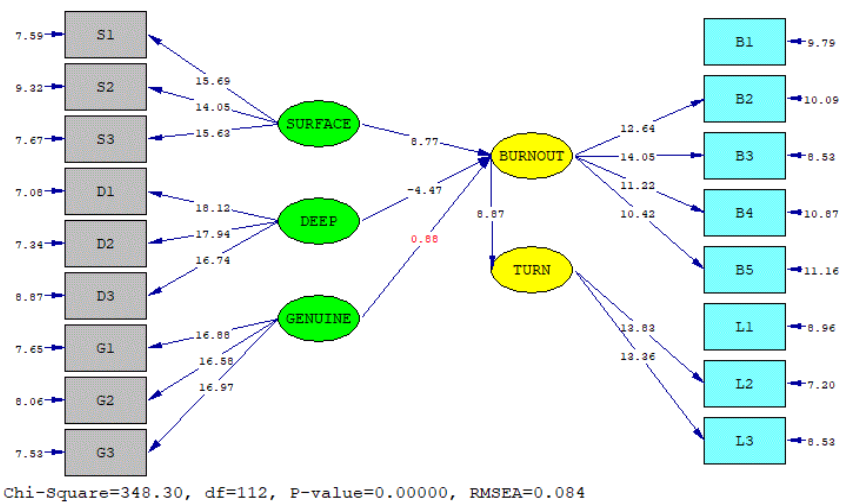 7.59 S1
9.32 S2
7.67 S3
7.08 D1
7.34 D2
8.87 D3
7.65 G1
8.06 G2
7.53 G3
15.69
14.05
15.63
18.12
17.94
16.74
16.88
16.58
16.97
SURFACE
DEEP
GENUINE
8.77
-4.47
0.88
BURNOUT
8.87
TURN
12.64
14.05
11.22
10.42
13.83
13.36
B1 9.79
B2 10.09
B3 8.53
B4 10.87
B5 11.16
L1 8.96
L2 7.20
L3 8.53
Chi-Square=348.30, df=112, P-value=0.00000, RMSEA=0.084